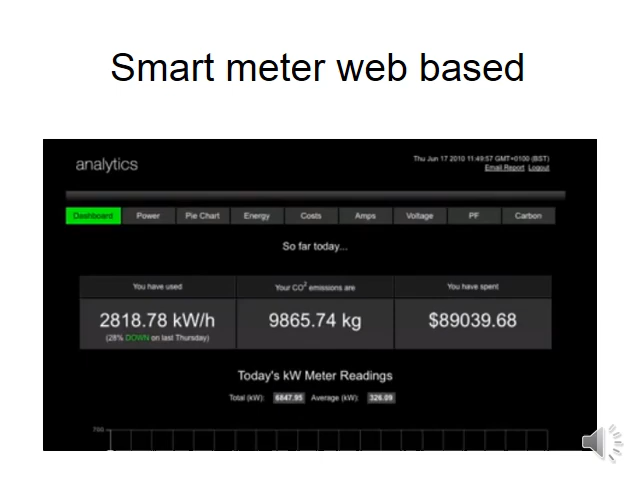 Smart meter web based
analytics
Thu Jun 17 2010 11:49:57 GMT+0100 (BST)
Email Report Logout
Dashboard Power Pie Chart Energy Costs Amps Voltage PF Carbon
So far today...
You have used Your CO² emissions are You have spent
2818.78 kW/h 9865.74 kg $89039.68
(28% DOWN on last Thursday)
Today's kW Meter Readings
Total (kW): 6847.95 Average (kW): 326.09
700